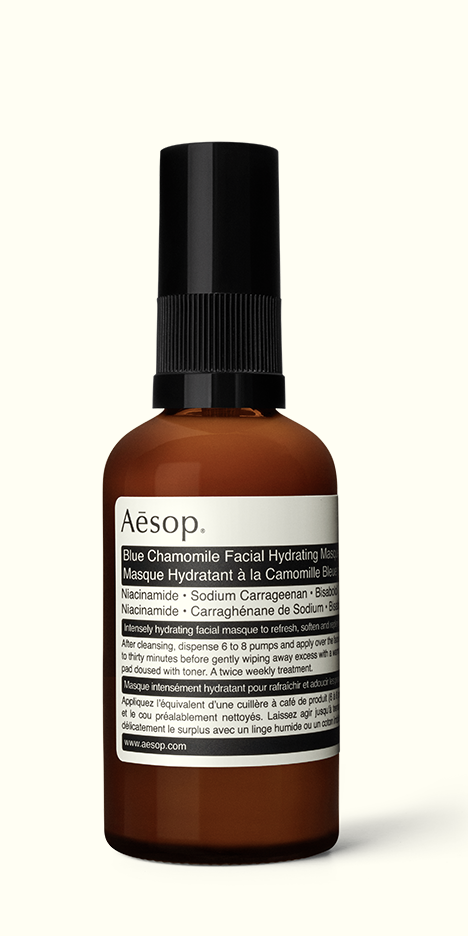 Aēsop®
Blue Chamomile Facial Hydrating
Masque Hydratant à la Camomille
Niacinamide · Sodium Carrageenan ·
Niacinamide · Carraghénane de Sodium ·
Intensely hydrating facial masque to refresh, soften and
After cleansing, dispense 6 to 8 pumps and apply over the
to thirty minutes before gently wiping away excess with a
pad doused with toner. A twice weekly treatment.
Masque intensément hydratant pour rafraîchir et adoucir
Appliquez l'équivalent d'une cuillère à café de produit (6 à
et le cou préalablement nettoyés. Laissez agir jusqu'à
délicatement le surplus avec un linge humide ou un coton
www.aesop.com